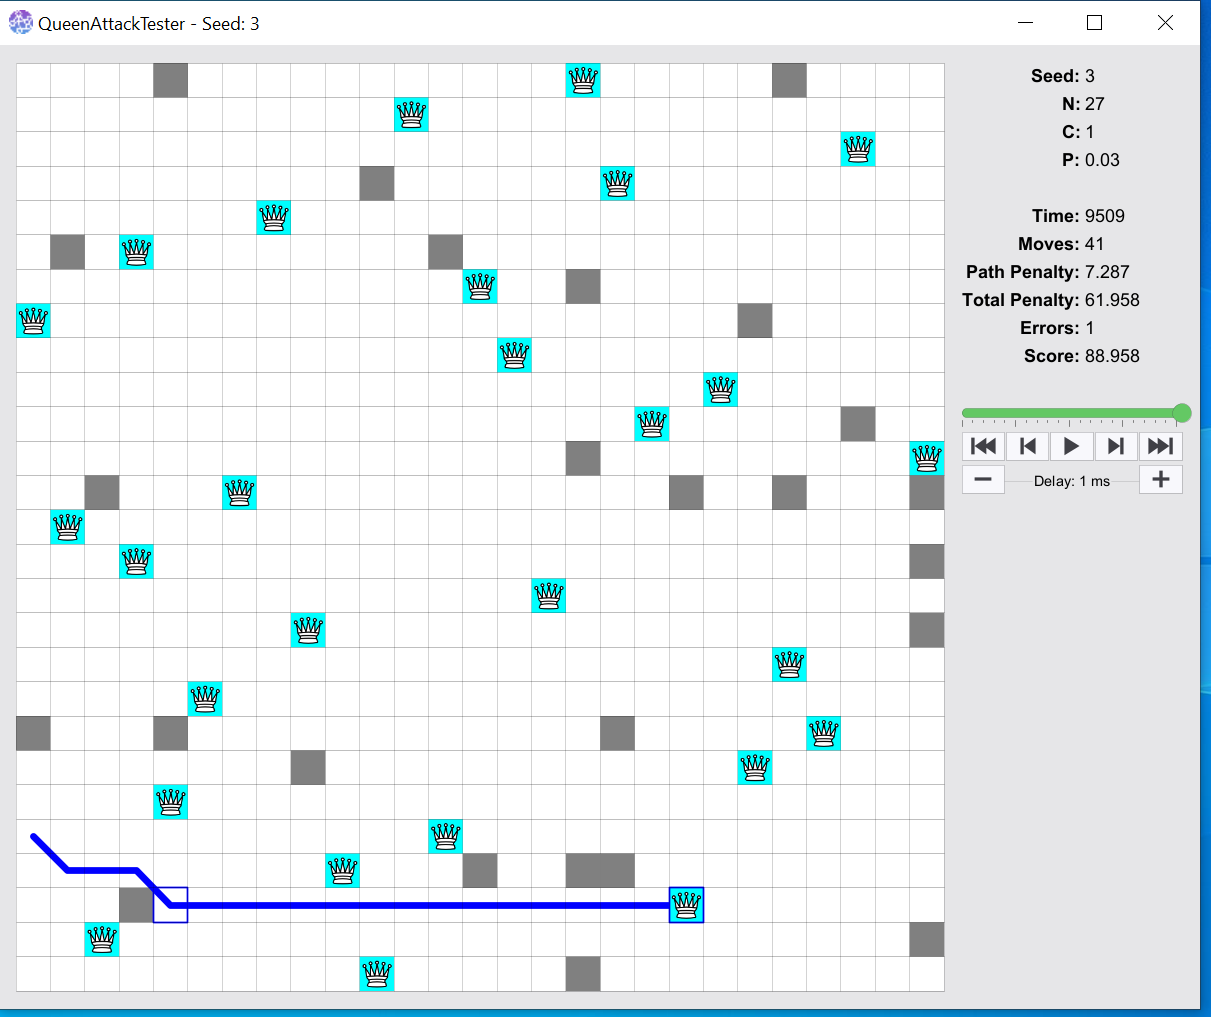 QueenAttackTester - Seed: 3
Seed: 3
N: 27
C: 1
P: 0.03
Time: 9509
Moves: 41
Path Penalty: 7.287
Total Penalty: 61.958
Errors: 1
Score: 88.958
Delay: 1 ms